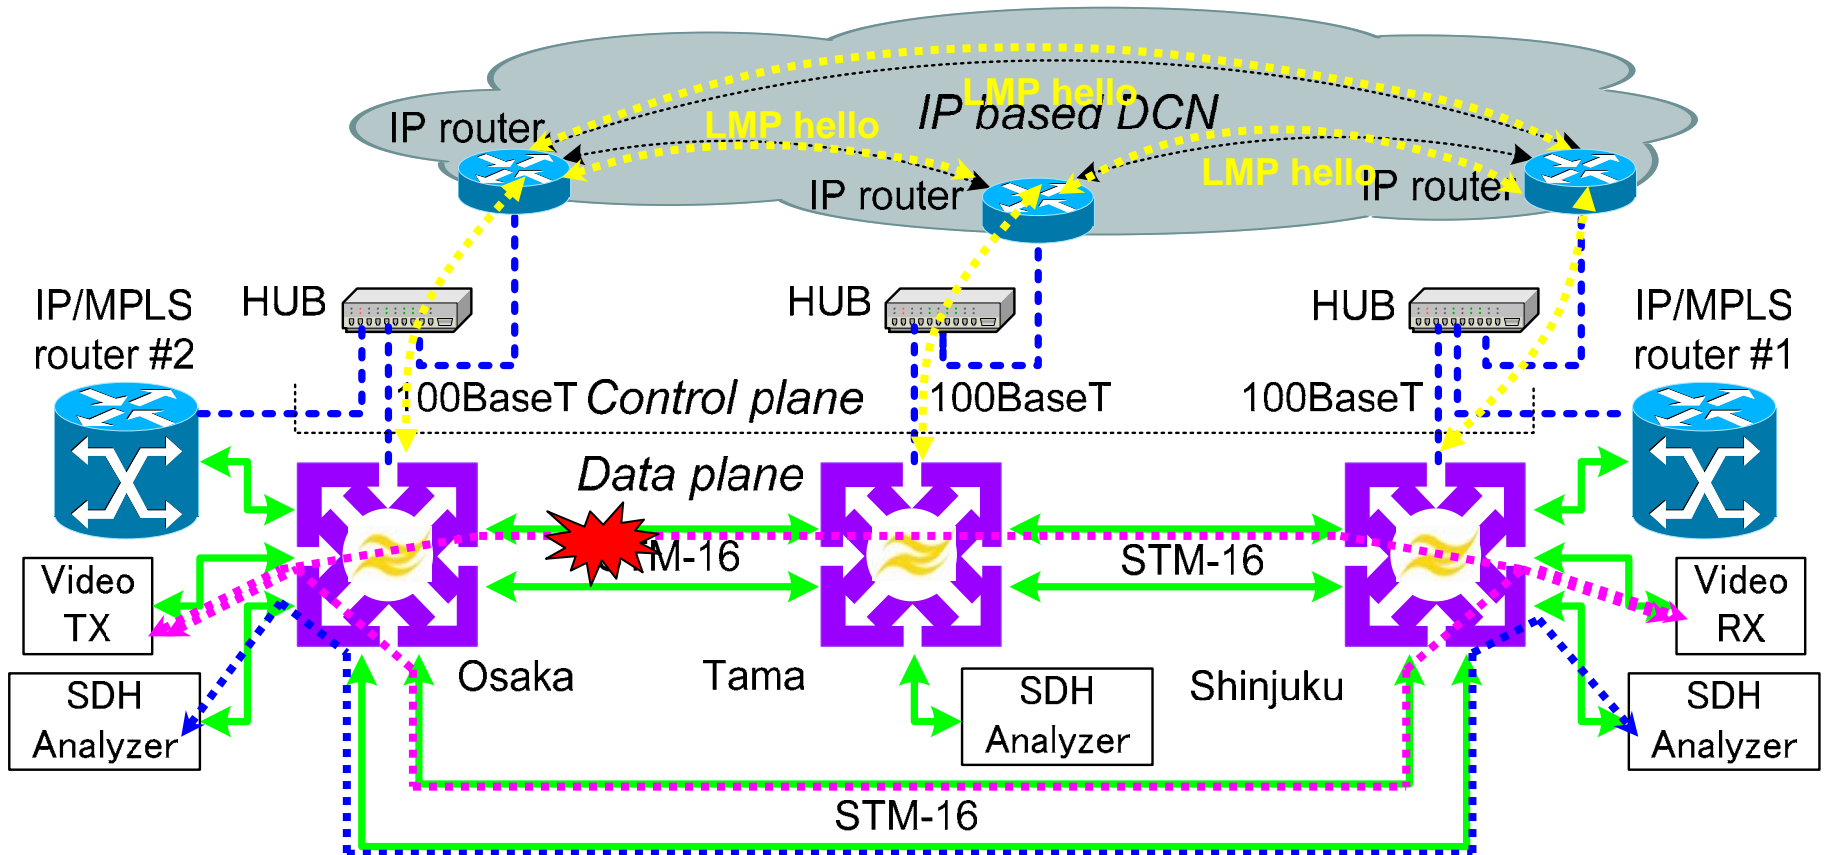 LMP hello
IP based DCN
IP router
LMP hello
LMP hello
IP router
IP router
IP/MPLS
router #2
HUB
HUB
HUB
IP/MPLS
router #1
100BaseT
Control plane
100BaseT
100BaseT
Data plane
TM-16
STM-16
Video
TX
Video
RX
Osaka
Tama
Shinjuku
SDH
Analyzer
SDH
Analyzer
SDH
Analyzer
STM-16